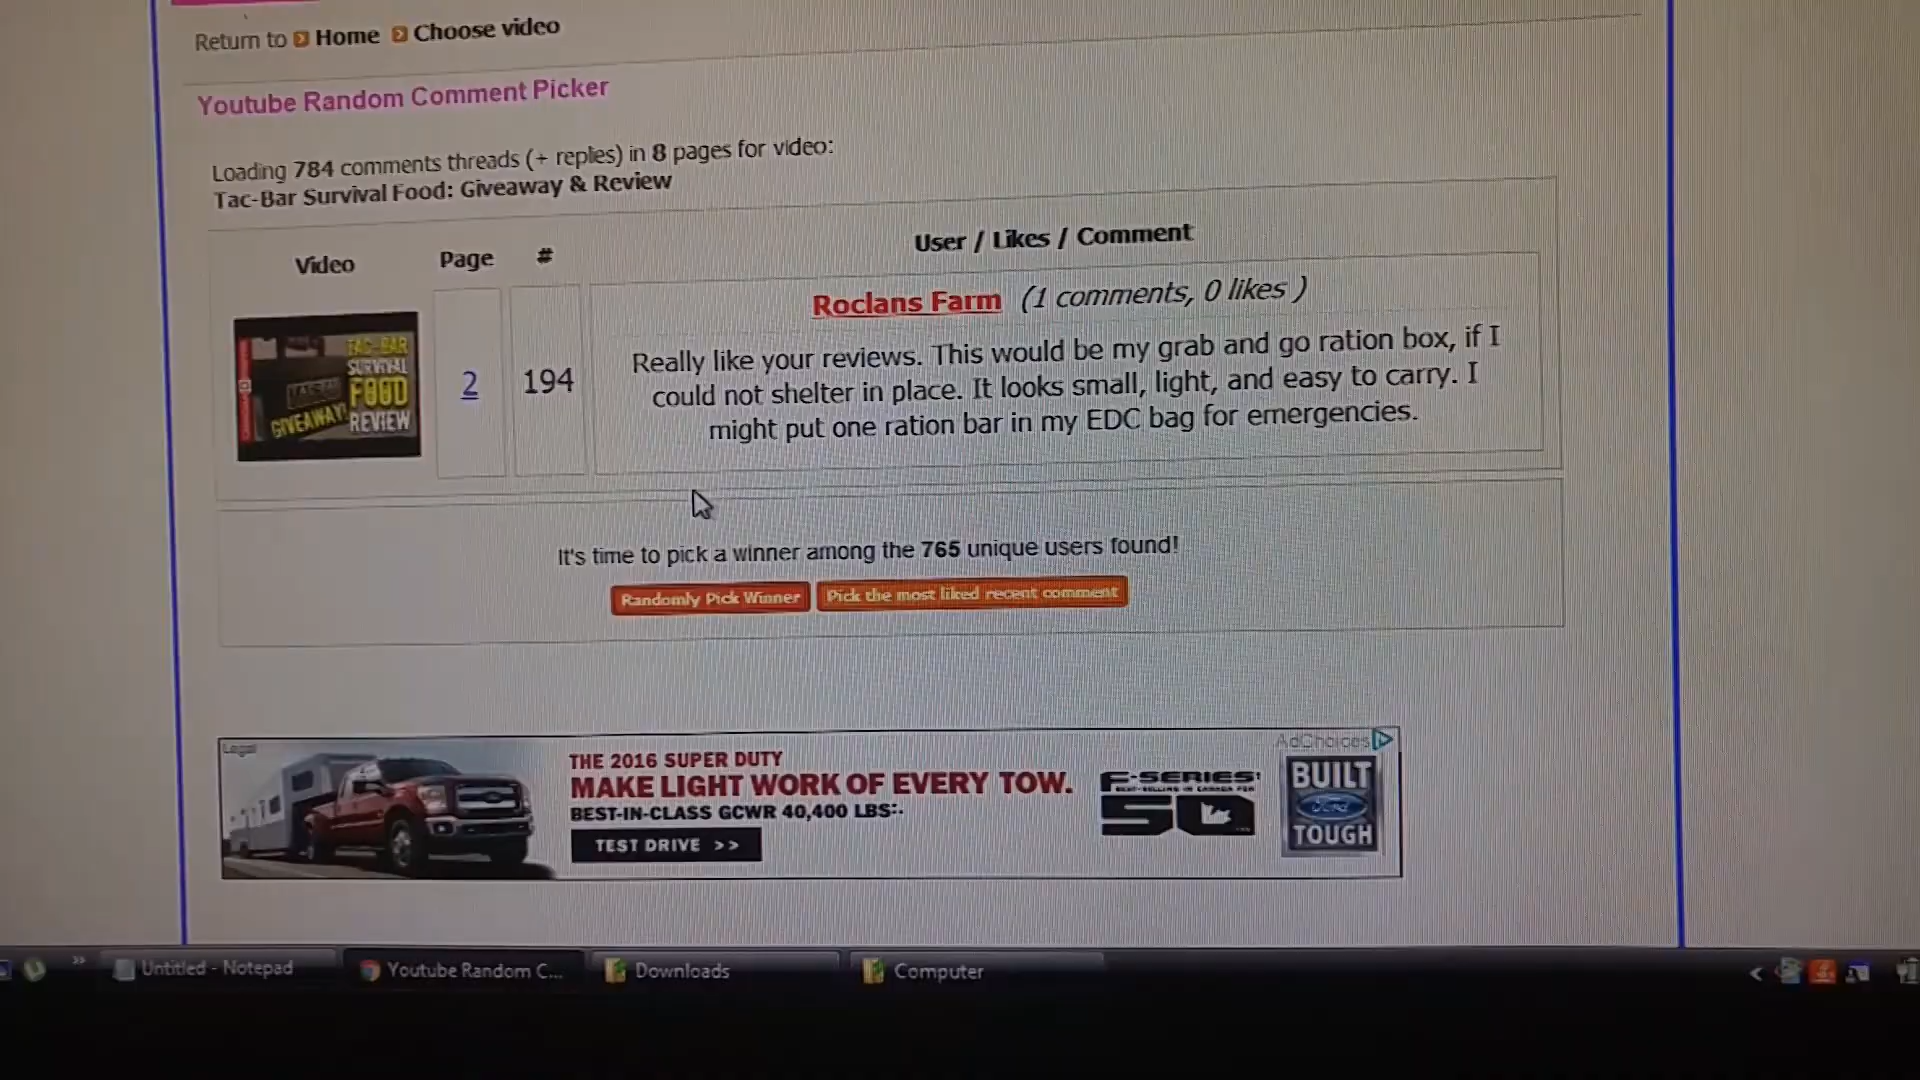 Return to Home Choose video
Youtube Random Comment Picker
Loading 784 comments threads (+ replies) in 8 pages for video:
Tac-Bar Survival Food: Giveaway & Review
Video Page # User / Likes / Comment
Roclans Farm (1 comments, 0 likes )
TAC-BAR
SURVIVAL
FOOD
GIVEAWAY!
REVIEW
2
194
Really like your reviews. This would be my grab and go ration box, if I
could not shelter in place. It looks small, light, and easy to carry. I
might put one ration bar in my EDC bag for emergencies.
It's time to pick a winner among the 765 unique users found!
Randomly Pick Winner Pick the most liked recent comment
Legal
AdChoices
THE 2016 SUPER DUTY
MAKE LIGHT WORK OF EVERY TOW.
BEST-IN-CLASS GCWR 40,400 LBS
TEST DRIVE >>
F-SERIES
50
BUILT
Ford
TOUGH
Untitled - Notepad
Youtube Random C...
Downloads
Computer